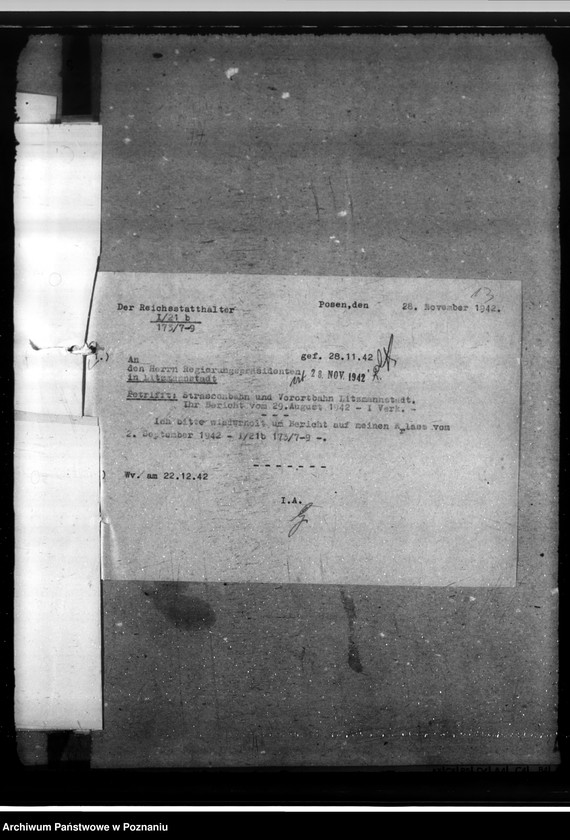 13
Der Reichsstatthalter
I/21 b
175/7-9
Posen,den 28. November 1942.
An
den Herrn Regierungspräsidenten
in Litzmannstadt
gef. 28.11.42
28. NOV. 1942
Betrifft: Strassenbahn und Vorortbahn Litzmannstadt.
Ihr Bericht vom 29.August 1942 - I Verk. -
Ich bitte wiederholt um Bericht auf meinen Erlass vom
2. September 1942 - I/21b 175/7-9 -.
Wv. am 22.12.42
I.A.
Archiwum Państwowe w Poznaniu